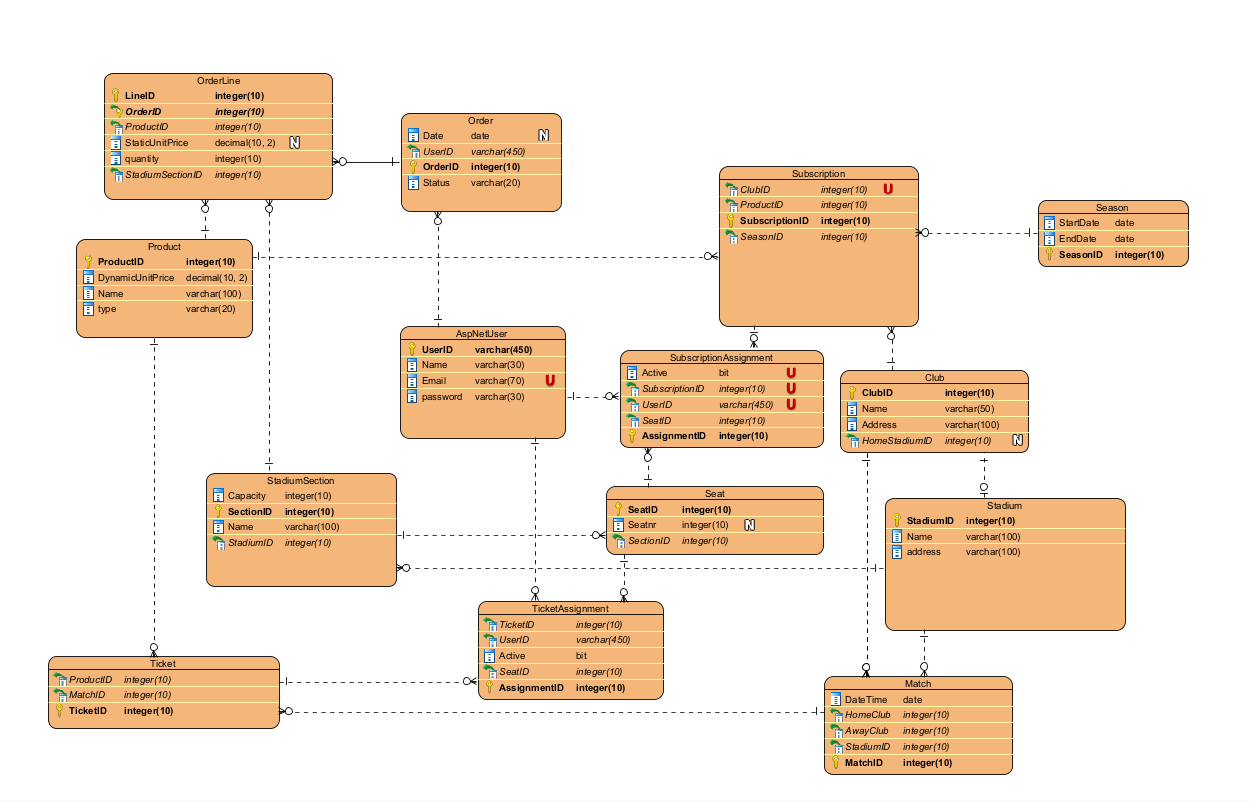 OrderLine
LineID integer(10)
OrderID integer(10)
ProductID integer(10)
StaticUnitPrice decimal(10, 2) N
quantity integer(10)
StadiumSectionID integer(10)
Order
Date date N
UserID varchar(450)
OrderID integer(10)
Status varchar(20)
Subscription
ClubID integer(10) U
ProductID integer(10)
SubscriptionID integer(10)
SeasonID integer(10)
Season
StartDate date
EndDate date
SeasonID integer(10)
Product
ProductID integer(10)
DynamicUnitPrice decimal(10, 2)
Name varchar(100)
type varchar(20)
AspNetUser
UserID varchar(450)
Name varchar(30)
Email varchar(70) U
password varchar(30)
SubscriptionAssignment
Active bit U
SubscriptionID integer(10) U
UserID varchar(450) U
SeatID integer(10)
AssignmentID integer(10)
Club
ClubID integer(10)
Name varchar(50)
Address varchar(100)
HomeStadiumID integer(10) N
StadiumSection
Capacity integer(10)
SectionID integer(10)
Name varchar(100)
StadiumID integer(10)
Seat
SeatID integer(10)
Seatnr integer(10) N
SectionID integer(10)
Stadium
StadiumID integer(10)
Name varchar(100)
address varchar(100)
TicketAssignment
TicketID integer(10)
UserID varchar(450)
Active bit
SeatID integer(10)
AssignmentID integer(10)
Ticket
ProductID integer(10)
MatchID integer(10)
TicketID integer(10)
Match
DateTime date
HomeClub integer(10)
AwayClub integer(10)
StadiumID integer(10)
MatchID integer(10)